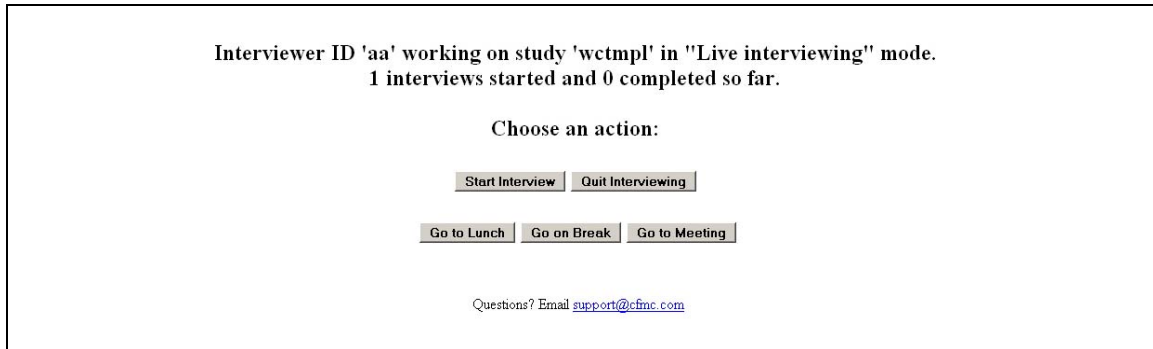 Interviewer ID 'aa' working on study 'wctmpl' in "Live interviewing" mode.
1 interviews started and 0 completed so far.
Choose an action:
Start Interview Quit Interviewing
Go to Lunch Go on Break Go to Meeting
Questions? Email support@cfmc.com